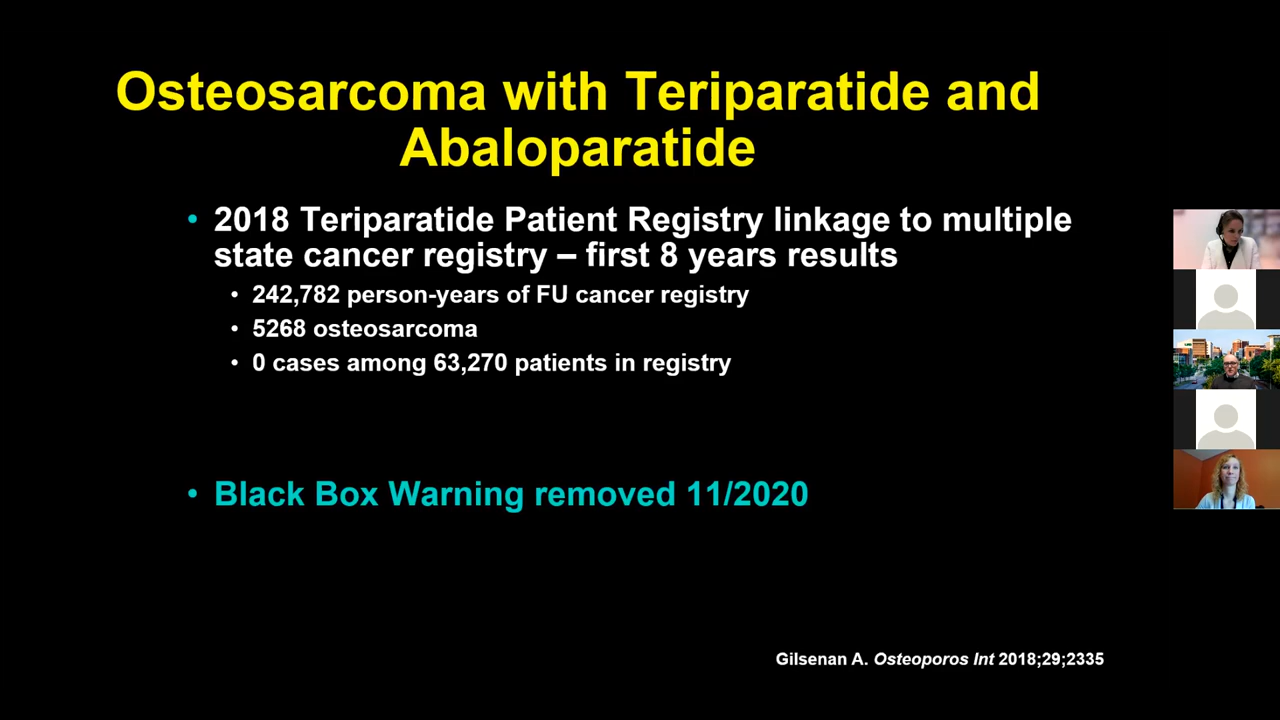 Osteosarcoma with Teriparatide and
Abaloparatide
• 2018 Teriparatide Patient Registry linkage to multiple
state cancer registry – first 8 years results
• 242,782 person-years of FU cancer registry
• 5268 osteosarcoma
• 0 cases among 63,270 patients in registry
• Black Box Warning removed 11/2020
Gilsenan A. Osteoporos Int 2018;29;2335